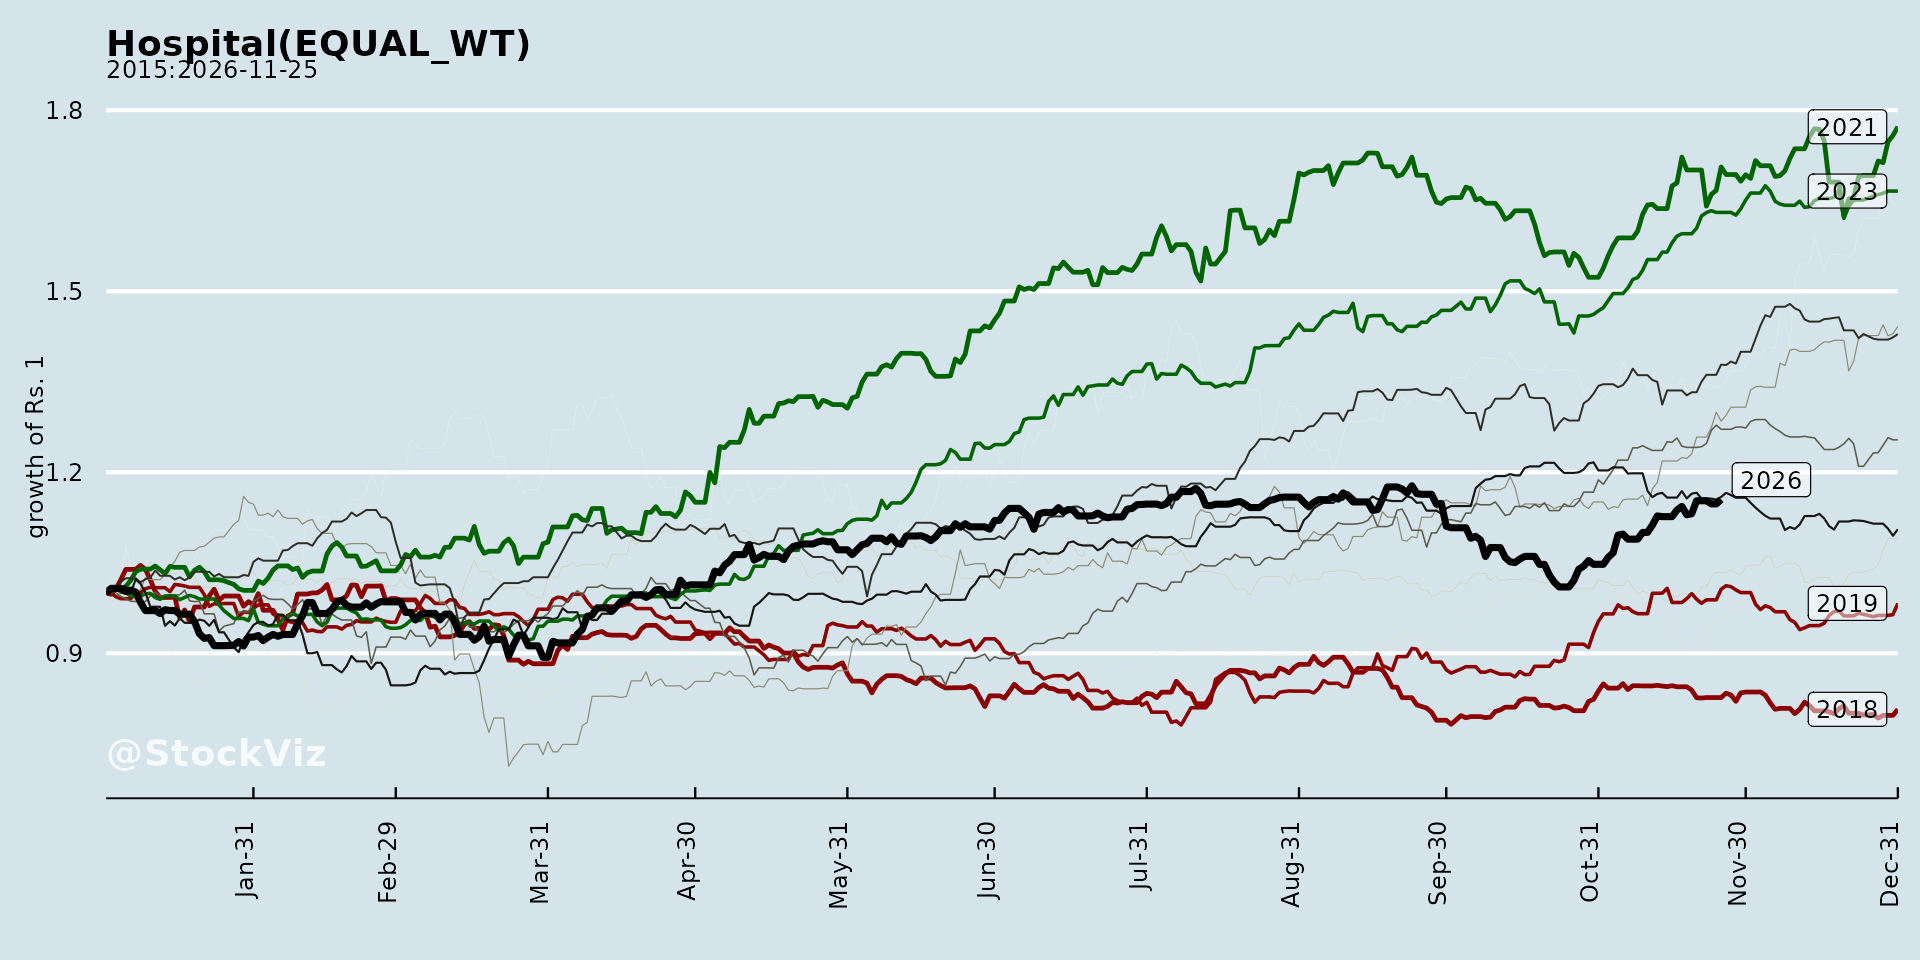 Hospital(EQUAL_WT)
2015:2026-11-25
1.8
1.5
1.2
0.9
growth of Rs. 1
2021
2023
2026
2019
2018
@StockViz
Jan-31
Feb-29
Mar-31
Apr-30
May-31
Jun-30
Jul-31
Aug-31
Sep-30
Oct-31
Nov-30
Dec-31